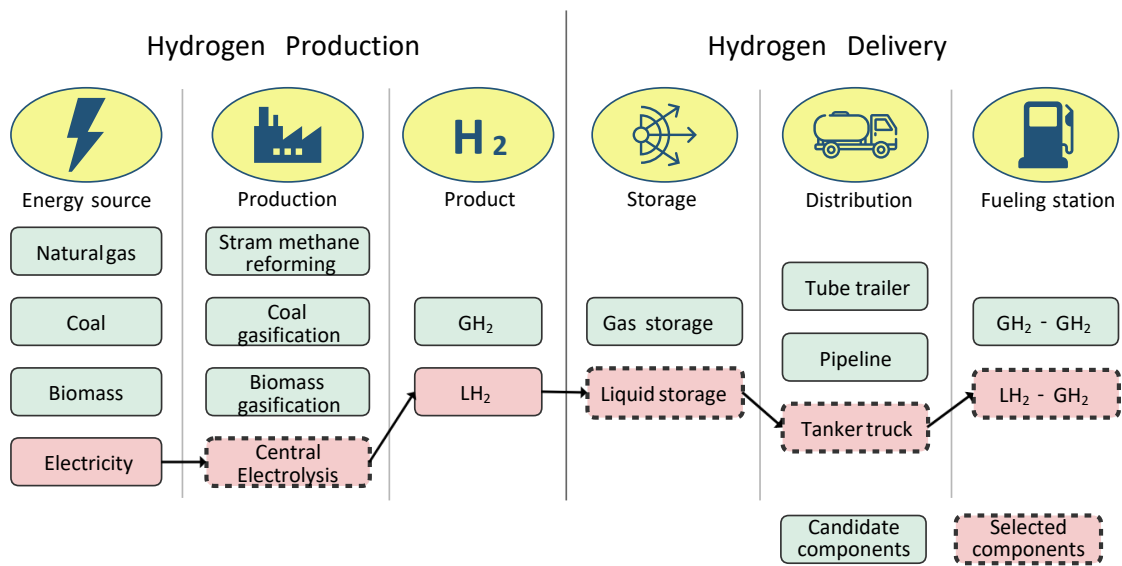 Hydrogen Production
Hydrogen Delivery
H 2
Energy source
Production
Product
Storage
Distribution
Fueling station
Natural gas
Coal
Biomass
Electricity
Stram methane
reforming
Coal
gasification
Biomass
gasification
Central
Electrolysis
GH₂
LH₂
Gas storage
Liquid storage
Tube trailer
Pipeline
Tanker truck
GH₂ - GH₂
LH₂ - GH₂
Candidate
components
Selected
components